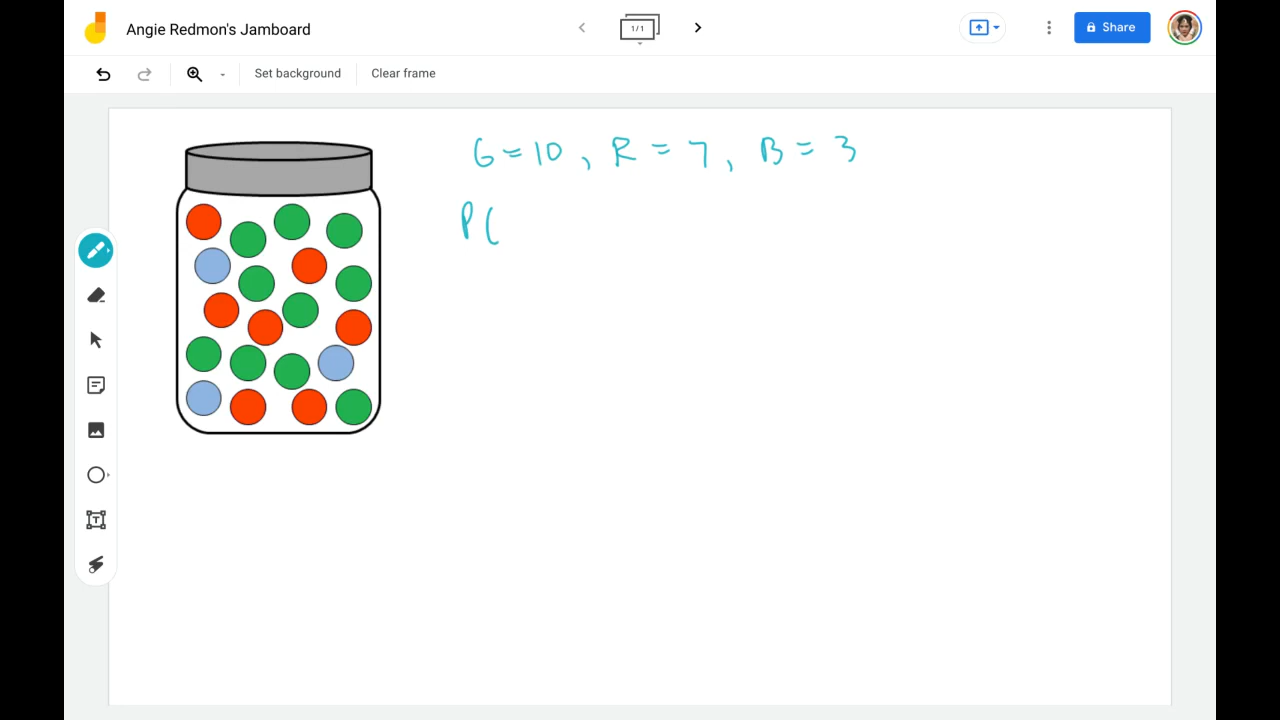 Angie Redmon's Jamboard
1/1
Share
Set background
Clear frame
G = 10, R = 7, B = 3
P(
T